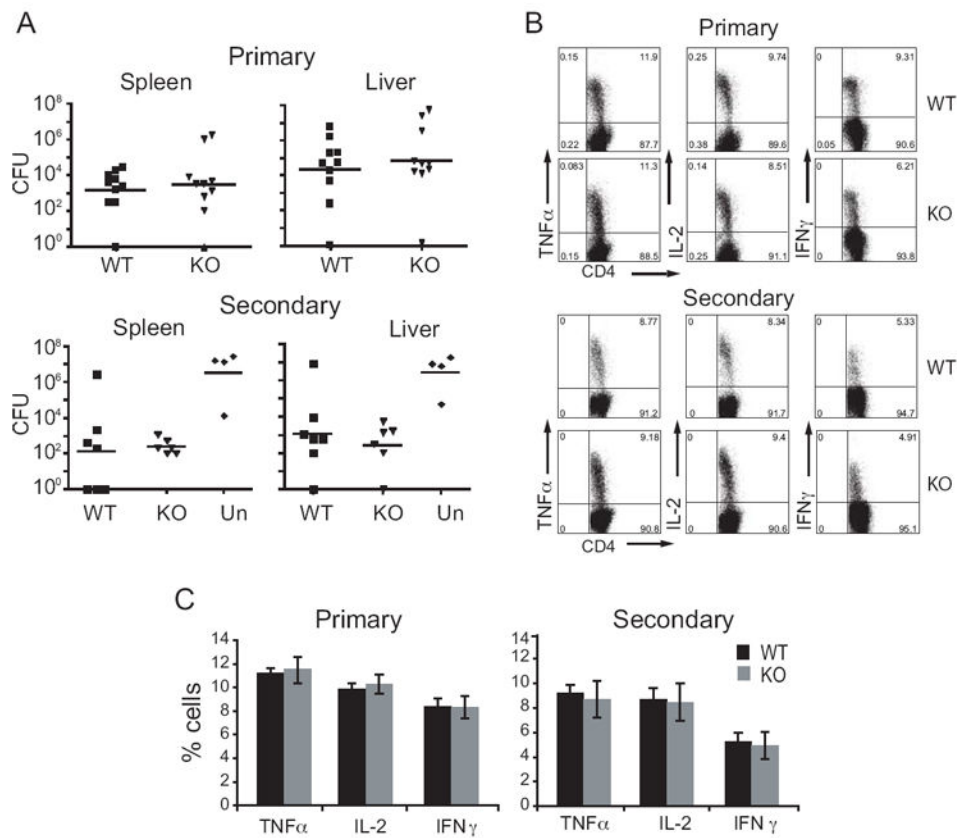 A
Primary
Spleen
Liver
CFU
10^8
10^6
10^4
10^2
10^0
WT
KO
WT
KO
Secondary
Spleen
Liver
CFU
10^8
10^6
10^4
10^2
10^0
WT
KO
Un
WT
KO
Un
B
Primary
0.15
11.9
0.22
87.7
0.25
9.74
0.38
89.6
0
9.31
0.05
90.6
WT
0.083
11.3
0.15
88.5
0.14
8.51
0.25
91.1
0
6.21
0
93.8
KO
TNFα
IL-2
IFNγ
CD4
Secondary
0
8.77
0
91.2
0
8.34
0
91.7
0
5.33
0
94.7
WT
0
9.18
0
90.8
0
9.4
0
90.6
0
4.91
0
95.1
KO
TNFα
IL-2
IFNγ
CD4
C
Primary
% cells
14
12
10
8
6
4
2
0
TNFα
IL-2
IFNγ
Secondary
14
12
10
8
6
4
2
0
WT
KO
TNFα
IL-2
IFNγ